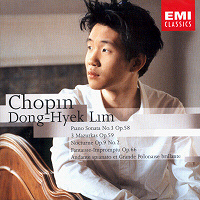 EMI
CLASSICS
Chopin
Dong-Hyek Lim
Piano Sonata No.3 Op.58
3 Mazurkas Op.59
Nocturne Op.9 No.2
Fantasie-Impromptu Op.66
Andante spianato et Grande Polonaise brillante